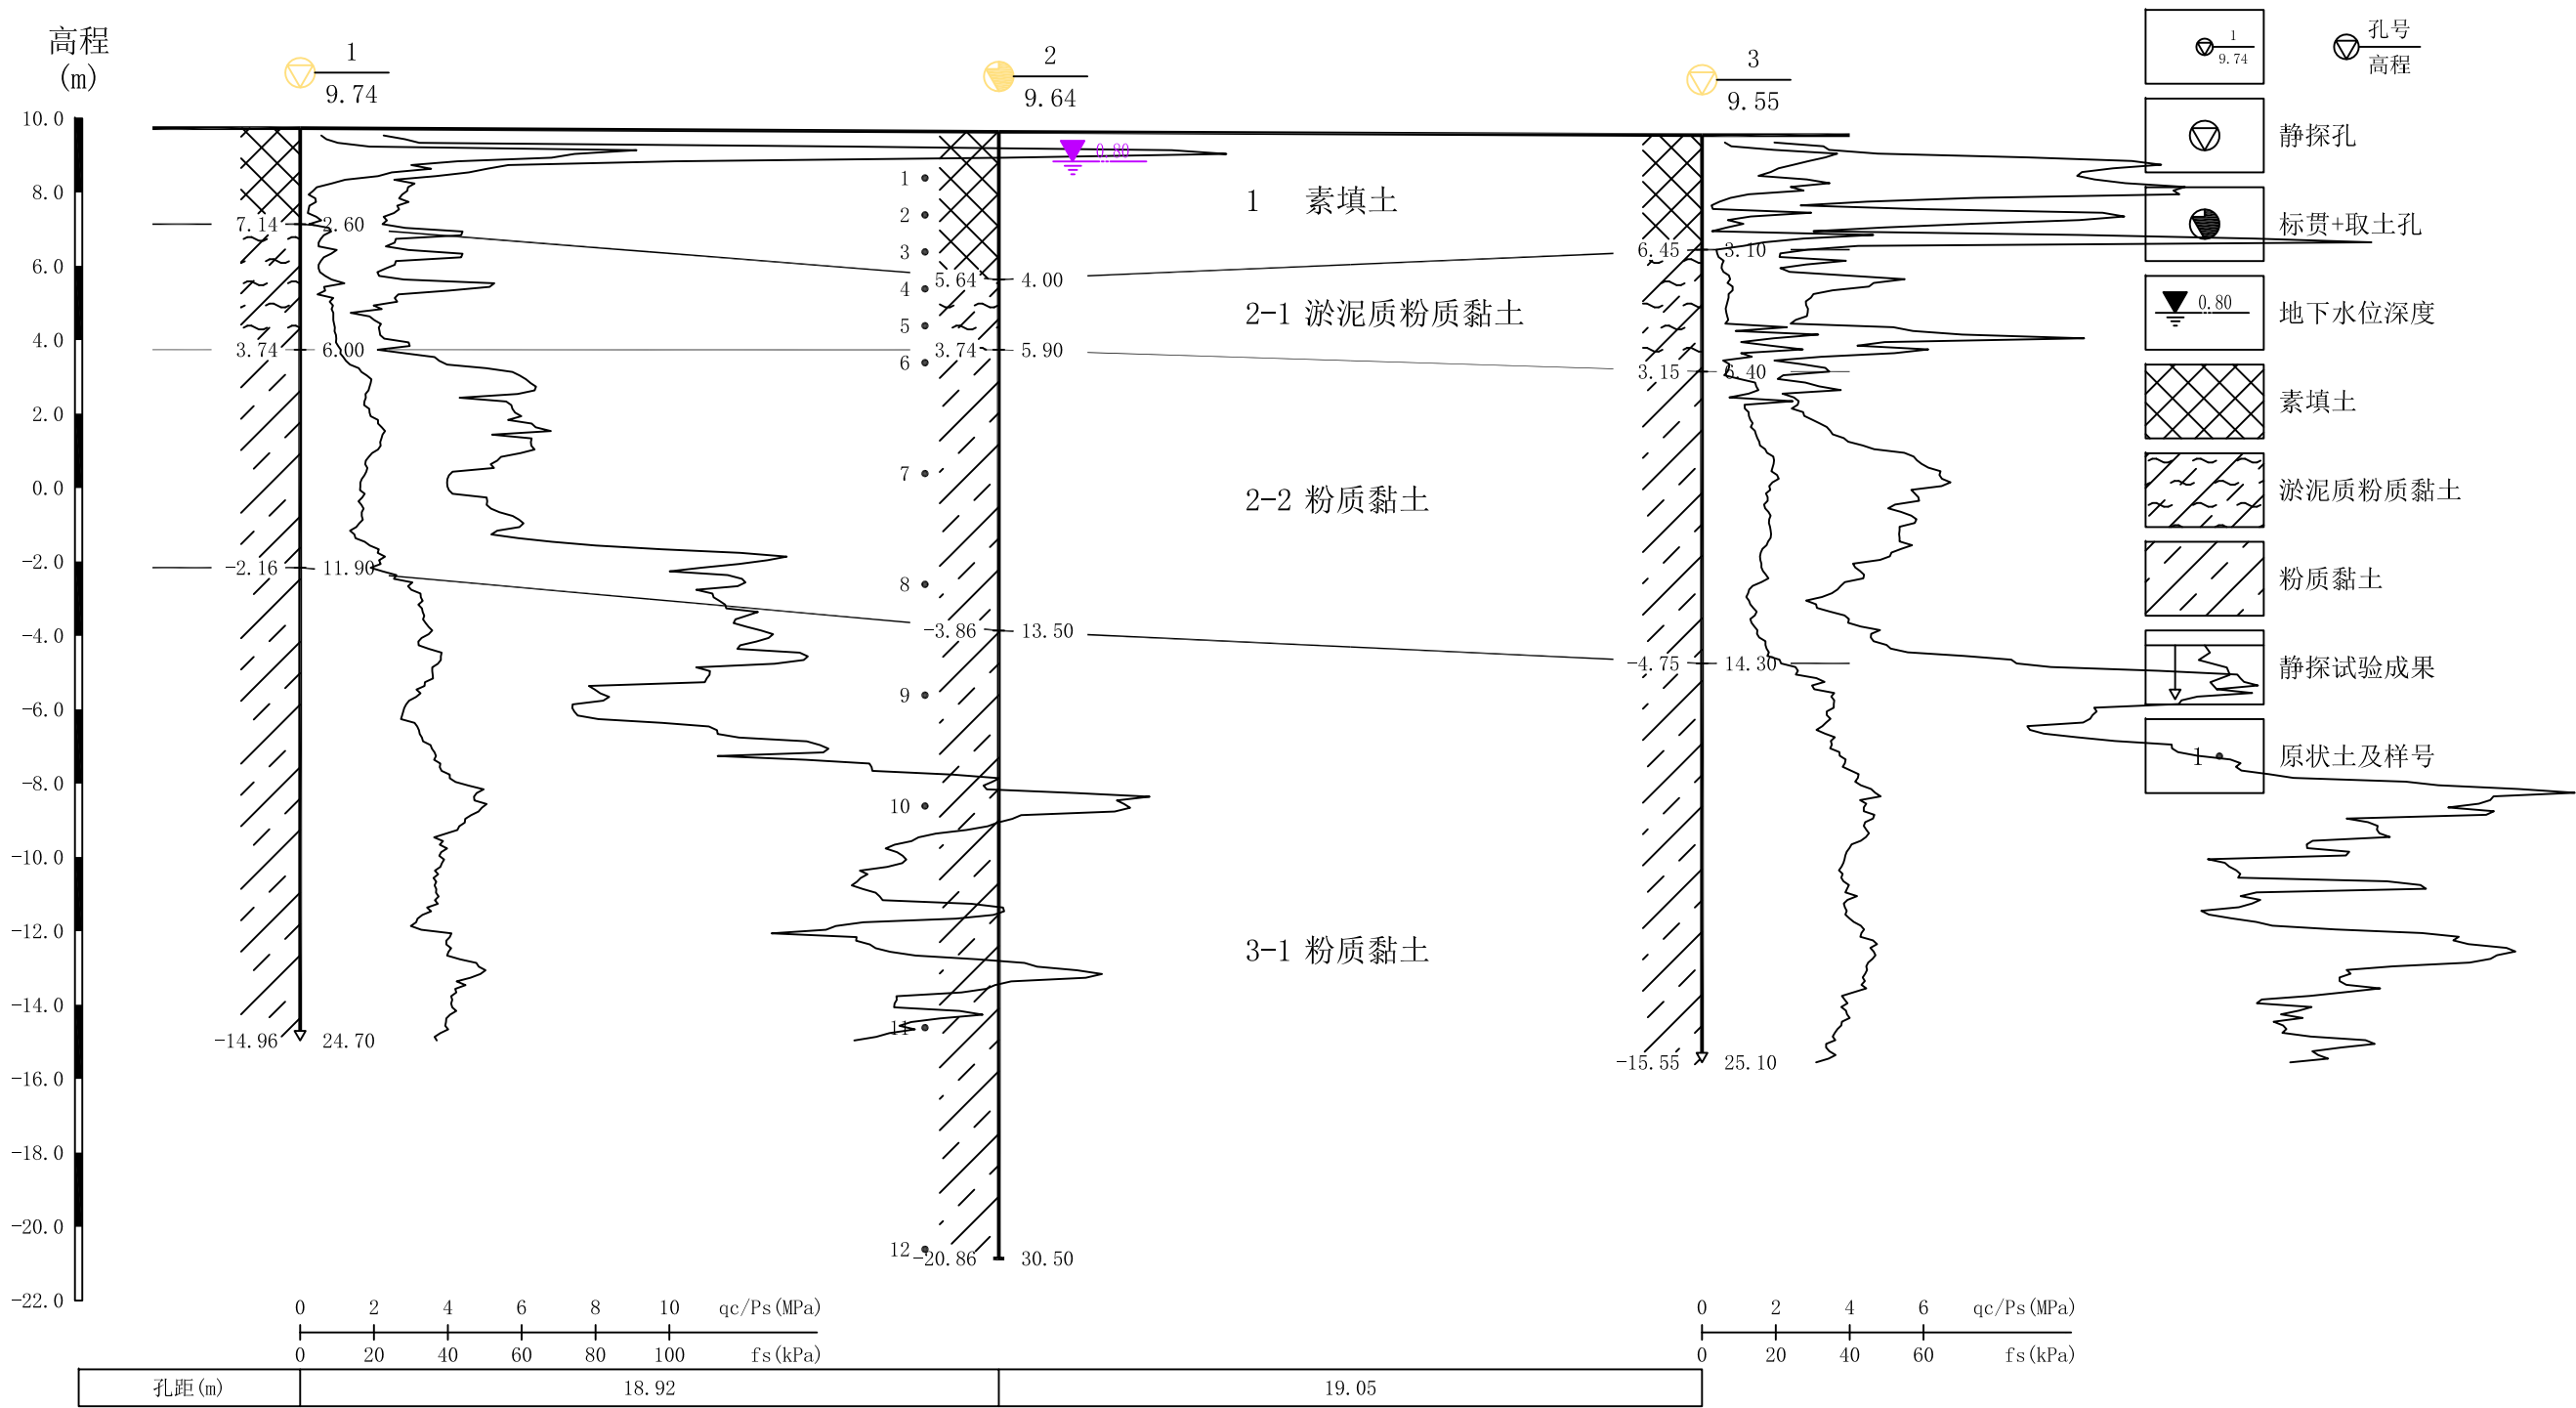 高程
(m)
1
9.74
2
9.64
3
9.55
10.0
8.0
6.0
4.0
2.0
0.0
-2.0
-4.0
-6.0
-8.0
-10.0
-12.0
-14.0
-16.0
-18.0
-20.0
-22.0
7.14 2.60
3.74 6.00
-2.16 11.90
-14.96 24.70
0.80
1
2
3
4
5
6
7
8
9
10
11
12
5.64 4.00
3.74 5.90
-3.86 13.50
-20.86 30.50
1 素填土
2-1 淤泥质粉质黏土
2-2 粉质黏土
3-1 粉质黏土
6.45 3.10
3.15 6.40
-4.75 14.30
-15.55 25.10
1
9.74
孔号
高程
静探孔
标贯+取土孔
0.80
地下水位深度
素填土
淤泥质粉质黏土
粉质黏土
静探试验成果
1
原状土及样号
0 2 4 6 8 10 qc/Ps(MPa)
0 20 40 60 80 100 fs(kPa)
0 2 4 6 qc/Ps(MPa)
0 20 40 60 fs(kPa)
孔距(m) 18.92 19.05